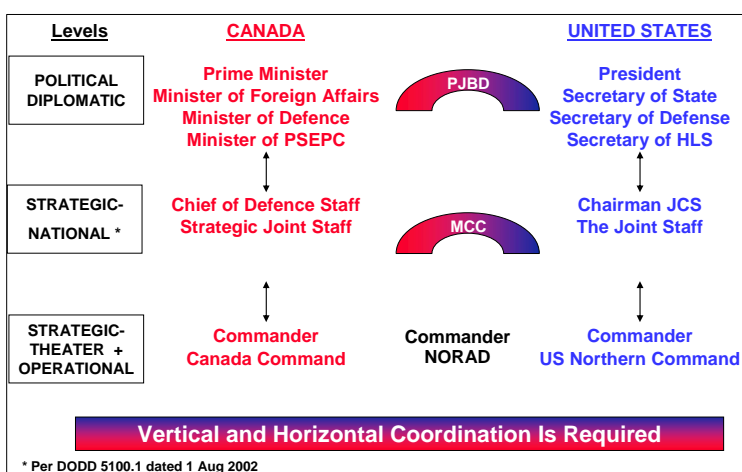 Levels
CANADA
UNITED STATES
POLITICAL
DIPLOMATIC
Prime Minister
Minister of Foreign Affairs
Minister of Defence
Minister of PSEPC
PJBD
President
Secretary of State
Secretary of Defense
Secretary of HLS
STRATEGIC-
NATIONAL *
Chief of Defence Staff
Strategic Joint Staff
MCC
Chairman JCS
The Joint Staff
STRATEGIC-
THEATER +
OPERATIONAL
Commander
Canada Command
Commander
NORAD
Commander
US Northern Command
Vertical and Horizontal Coordination Is Required
* Per DODD 5100.1 dated 1 Aug 2002